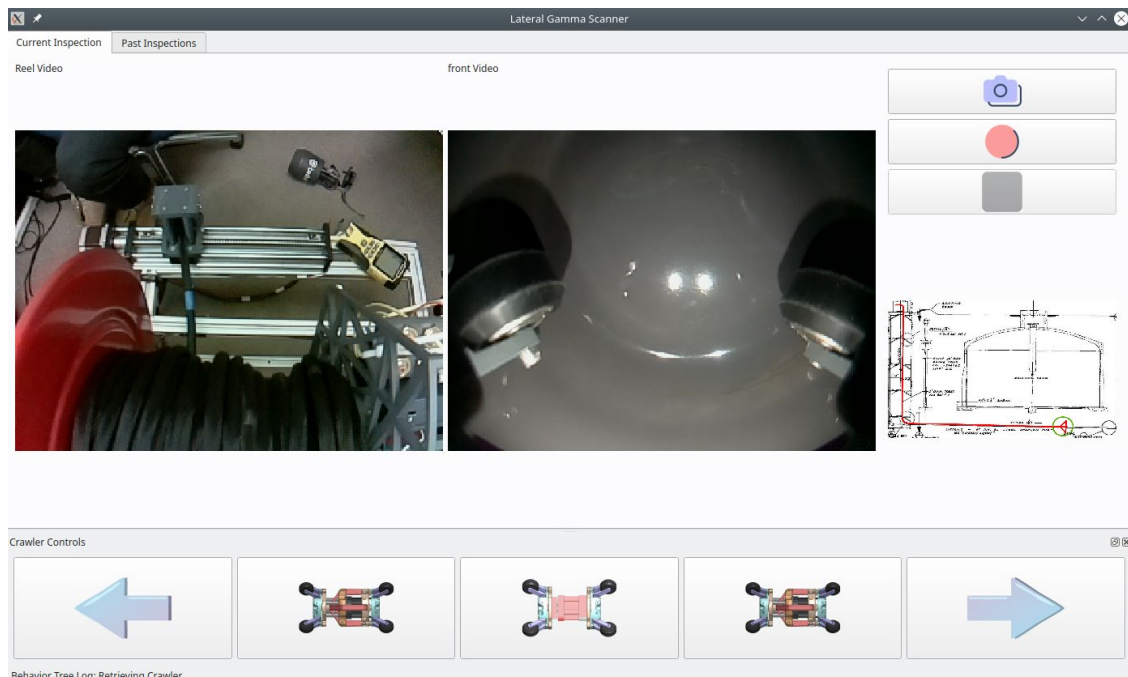 Lateral Gamma Scanner
Current Inspection
Past Inspections
Reel Video
front Video
Crawler Controls
Behavior Tree Log: Retrieving Crawler